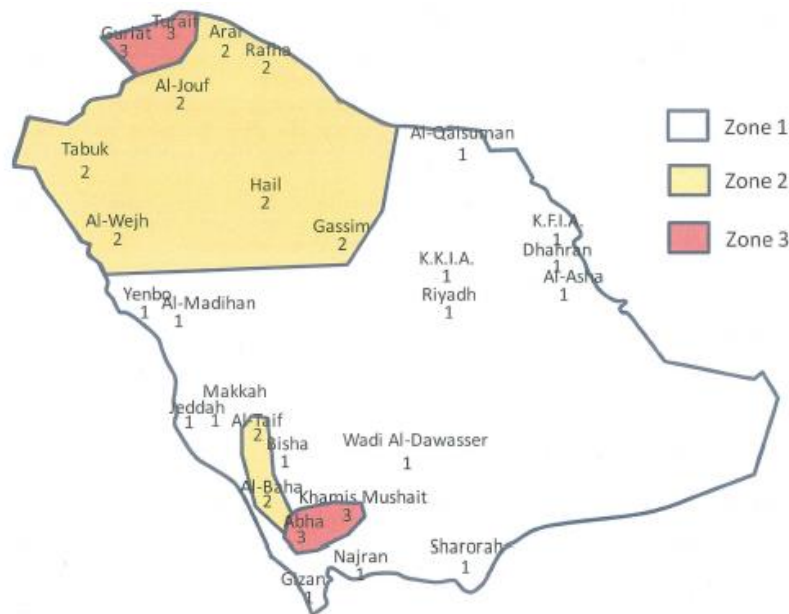 Turaif
3
Guriat
3
Arar
2
Rafha
2
Al-Jouf
2
Tabuk
2
Hail
2
Al-Wejh
2
Gassim
2
Al-Qaisuman
1
K.F.I.A.
1
Dhahran
1
Al-Asha
1
K.K.I.A.
1
Riyadh
1
Yenbo
1
Al-Madihan
1
Makkah
1
Jeddah
1
Al-Taif
2
Bisha
1
Wadi Al-Dawasser
1
Al-Baha
2
Khamis Mushait
3
Abha
3
Najran
1
Sharorah
1
Gizan
1
Zone 1
Zone 2
Zone 3